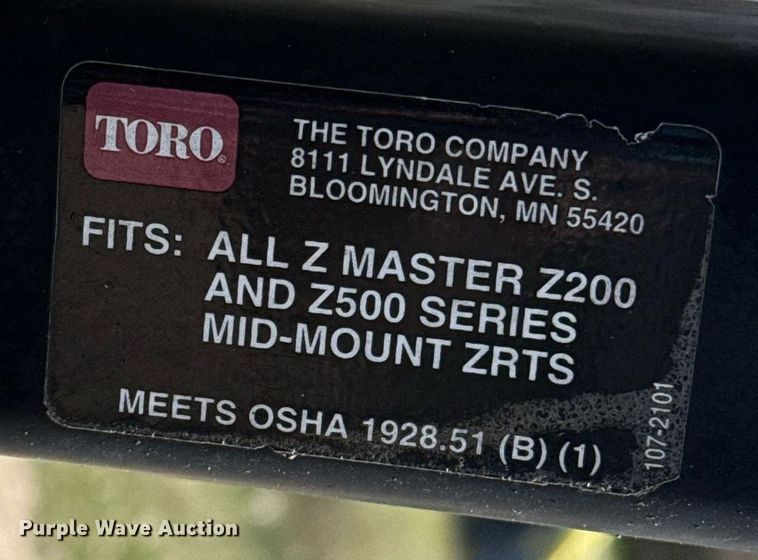 TORO®
THE TORO COMPANY
8111 LYNDALE AVE. S.
BLOOMINGTON, MN 55420
FITS: ALL Z MASTER Z200
AND Z500 SERIES
MID-MOUNT ZRTS
MEETS OSHA 1928.51 (B) (1)
107-2101
Purple Wave Auction